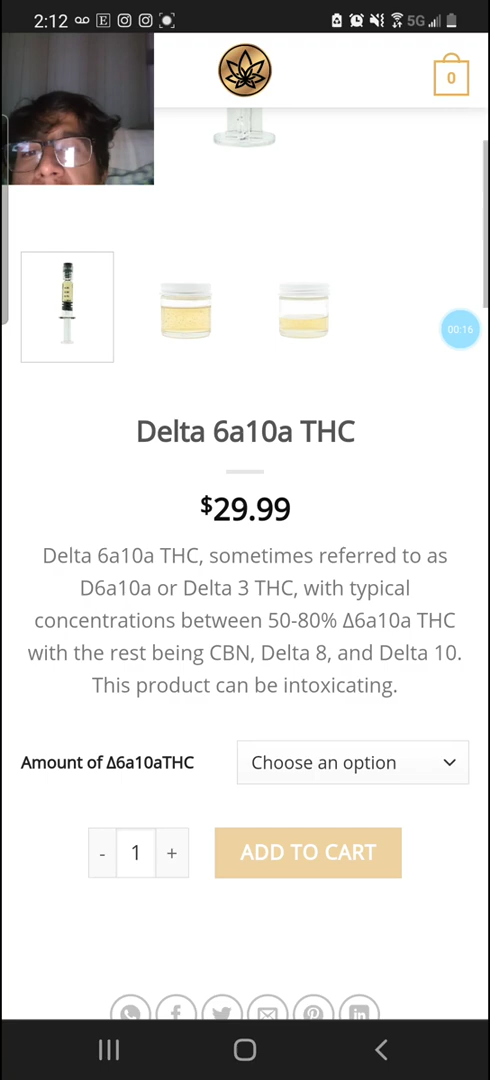 2:12
5G
0
00:16
Delta 6a10a THC
$29.99
Delta 6a10a THC, sometimes referred to as
D6a10a or Delta 3 THC, with typical
concentrations between 50-80% Δ6a10a THC
with the rest being CBN, Delta 8, and Delta 10.
This product can be intoxicating.
Amount of Δ6a10aTHC Choose an option
- 1 + ADD TO CART